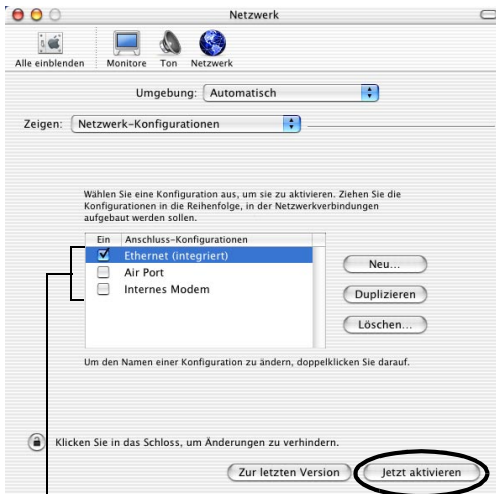 Netzwerk
Alle einblenden Monitore Ton Netzwerk
Umgebung: Automatisch
Zeigen: Netzwerk-Konfigurationen
Wählen Sie eine Konfiguration aus, um sie zu aktivieren. Ziehen Sie die
Konfigurationen in die Reihenfolge, in der Netzwerkverbindungen
aufgebaut werden sollen.
Ein Anschluss-Konfigurationen
Ethernet (integriert)
Air Port
Internes Modem
Neu...
Duplizieren
Löschen...
Um den Namen einer Konfiguration zu ändern, doppelklicken Sie darauf.
Klicken Sie in das Schloss, um Änderungen zu verhindern.
Zur letzten Version Jetzt aktivieren